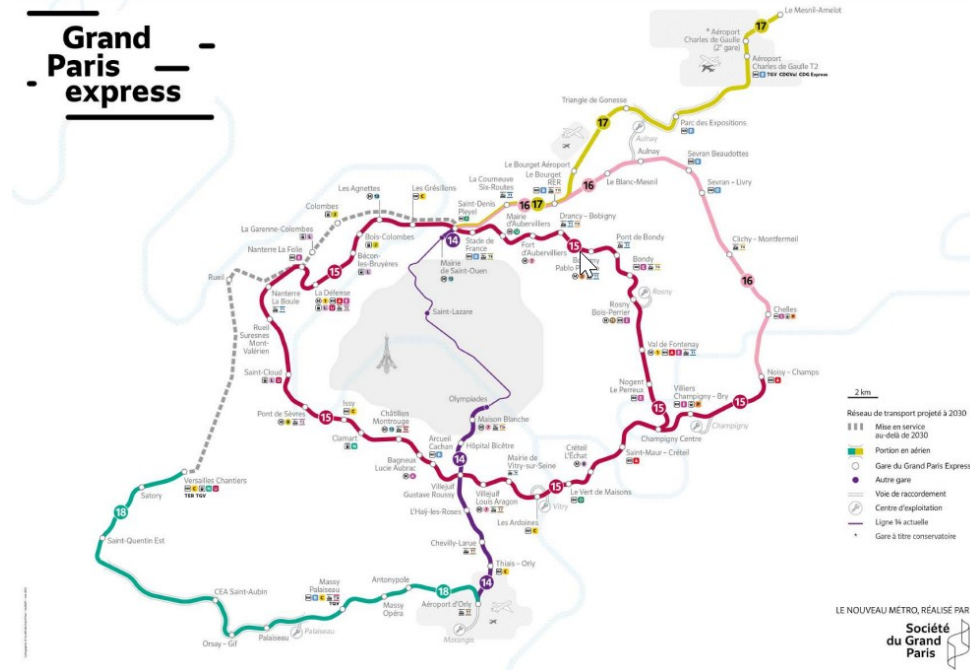 Grand
Paris
express
Le Mesnil-Amelot
17
* Aéroport
Charles de Gaulle
(2e gare)
Aéroport
Charles de Gaulle T2
TGV CDGVal CDG Express
Triangle de Gonesse
17
Parc des Expositions
Aulnay
Aulnay
Sevran Beaudottes
Sevran – Livry
Le Bourget Aéroport
Le Bourget
RER
16
Le Blanc-Mesnil
La Courneuve
Six-Routes
16
17
Les Agnettes
Les Grésillons
Saint-Denis
Pleyel
Mairie
d'Aubervilliers
Drancy – Bobigny
Colombes
La Garenne-Colombes
Bois-Colombes
14
Stade de
France
Fort
d'Aubervilliers
15
Pont de Bondy
Clichy – Montfermeil
Nanterre La Folie
15
Bécon-
les-Bruyères
Mairie
de Saint-Ouen
Bondy
Pablo
16
Rueil
Nanterre
La Boule
La Défense
Rosny
Rosny
Bois-Perrier
Saint-Lazare
Chelles
Rueil
Suresnes
Mont-
Valérien
Val de Fontenay
Saint-Cloud
Nogent
Le Perreux
Villiers
Champigny – Bry
Noisy – Champs
Olympiades
15
15
2 km
Pont de Sèvres
15
Issy
Châtillon
Montrouge
Maison Blanche
Champigny
Champigny Centre
Réseau de transport projeté à 2030
Mise en service
au-delà de 2030
Clamart
Arcueil
Cachan
Hôpital Bicêtre
Créteil
L'Échat
Saint-Maur – Créteil
Portion en aérien
Bagneux
Lucie Aubrac
14
Mairie de
Vitry-sur-Seine
Gare du Grand Paris Express
Autre gare
Versailles Chantiers
TER TGV
Villejuif
Gustave Roussy
Villejuif
Louis Aragon
15
Le Vert de Maisons
Voie de raccordement
Satory
Vitry
Centre d'exploitation
18
L'Haÿ-les-Roses
Les Ardoines
Ligne 14 actuelle
* Gare à titre conservatoire
Saint-Quentin Est
Chevilly-Larue
Thiais – Orly
Massy
Palaiseau
TGV
Antonypole
14
CEA Saint-Aubin
18
Massy
Opéra
Aéroport d'Orly
LE NOUVEAU MÉTRO, RÉALISÉ PAR
Orsay – Gif
Palaiseau
Palaiseau
Morangis
Société
du Grand
Paris